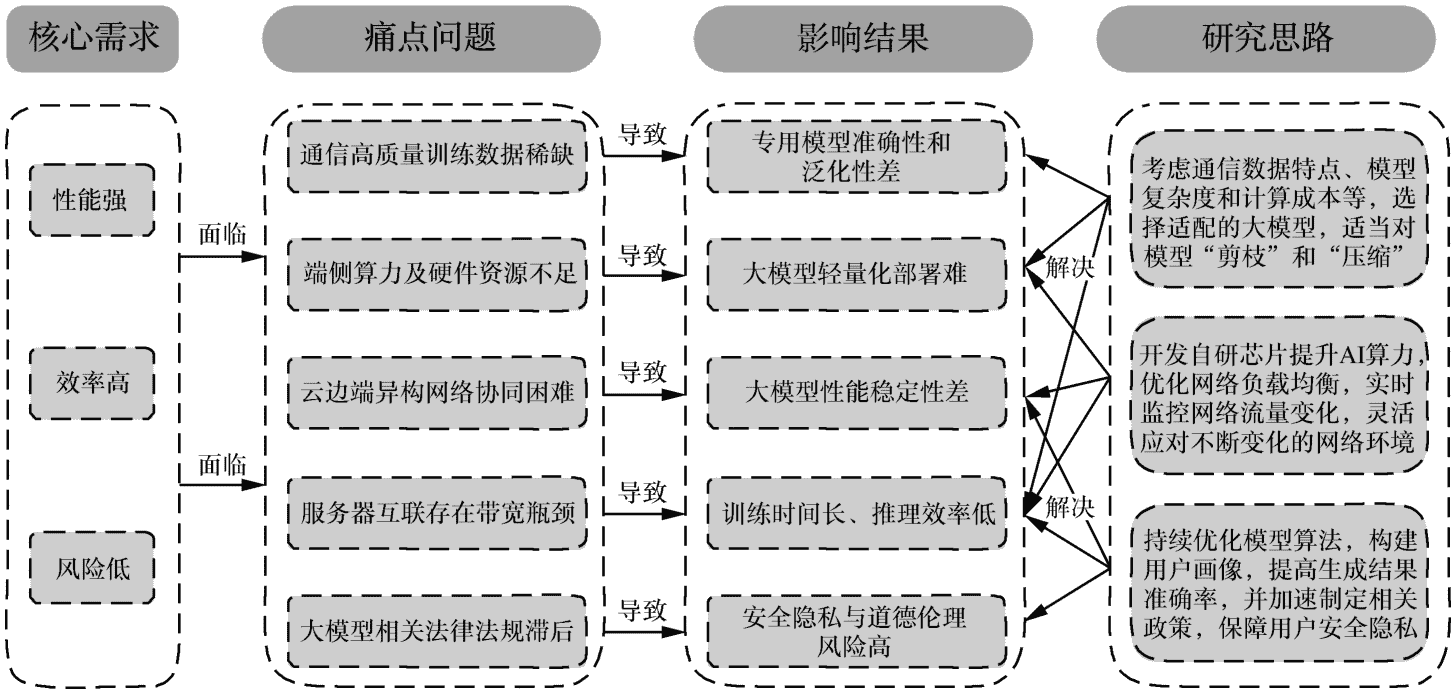 核心需求
痛点问题
影响结果
研究思路
性能强
效率高
风险低
面临
面临
通信高质量训练数据稀缺
端侧算力及硬件资源不足
云边端异构网络协同困难
服务器互联存在带宽瓶颈
大模型相关法律法规滞后
导致
导致
导致
导致
导致
专用模型准确性和
泛化性差
大模型轻量化部署难
大模型性能稳定性差
训练时间长、推理效率低
安全隐私与道德伦理
风险高
解决
解决
考虑通信数据特点、模型
复杂度和计算成本等，选
择适配的大模型，适当对
模型“剪枝”和“压缩”
开发自研芯片提升AI算力，
优化网络负载均衡，实时
监控网络流量变化，灵活
应对不断变化的网络环境
持续优化模型算法，构建
用户画像，提高生成结果
准确率，并加速制定相关
政策，保障用户安全隐私